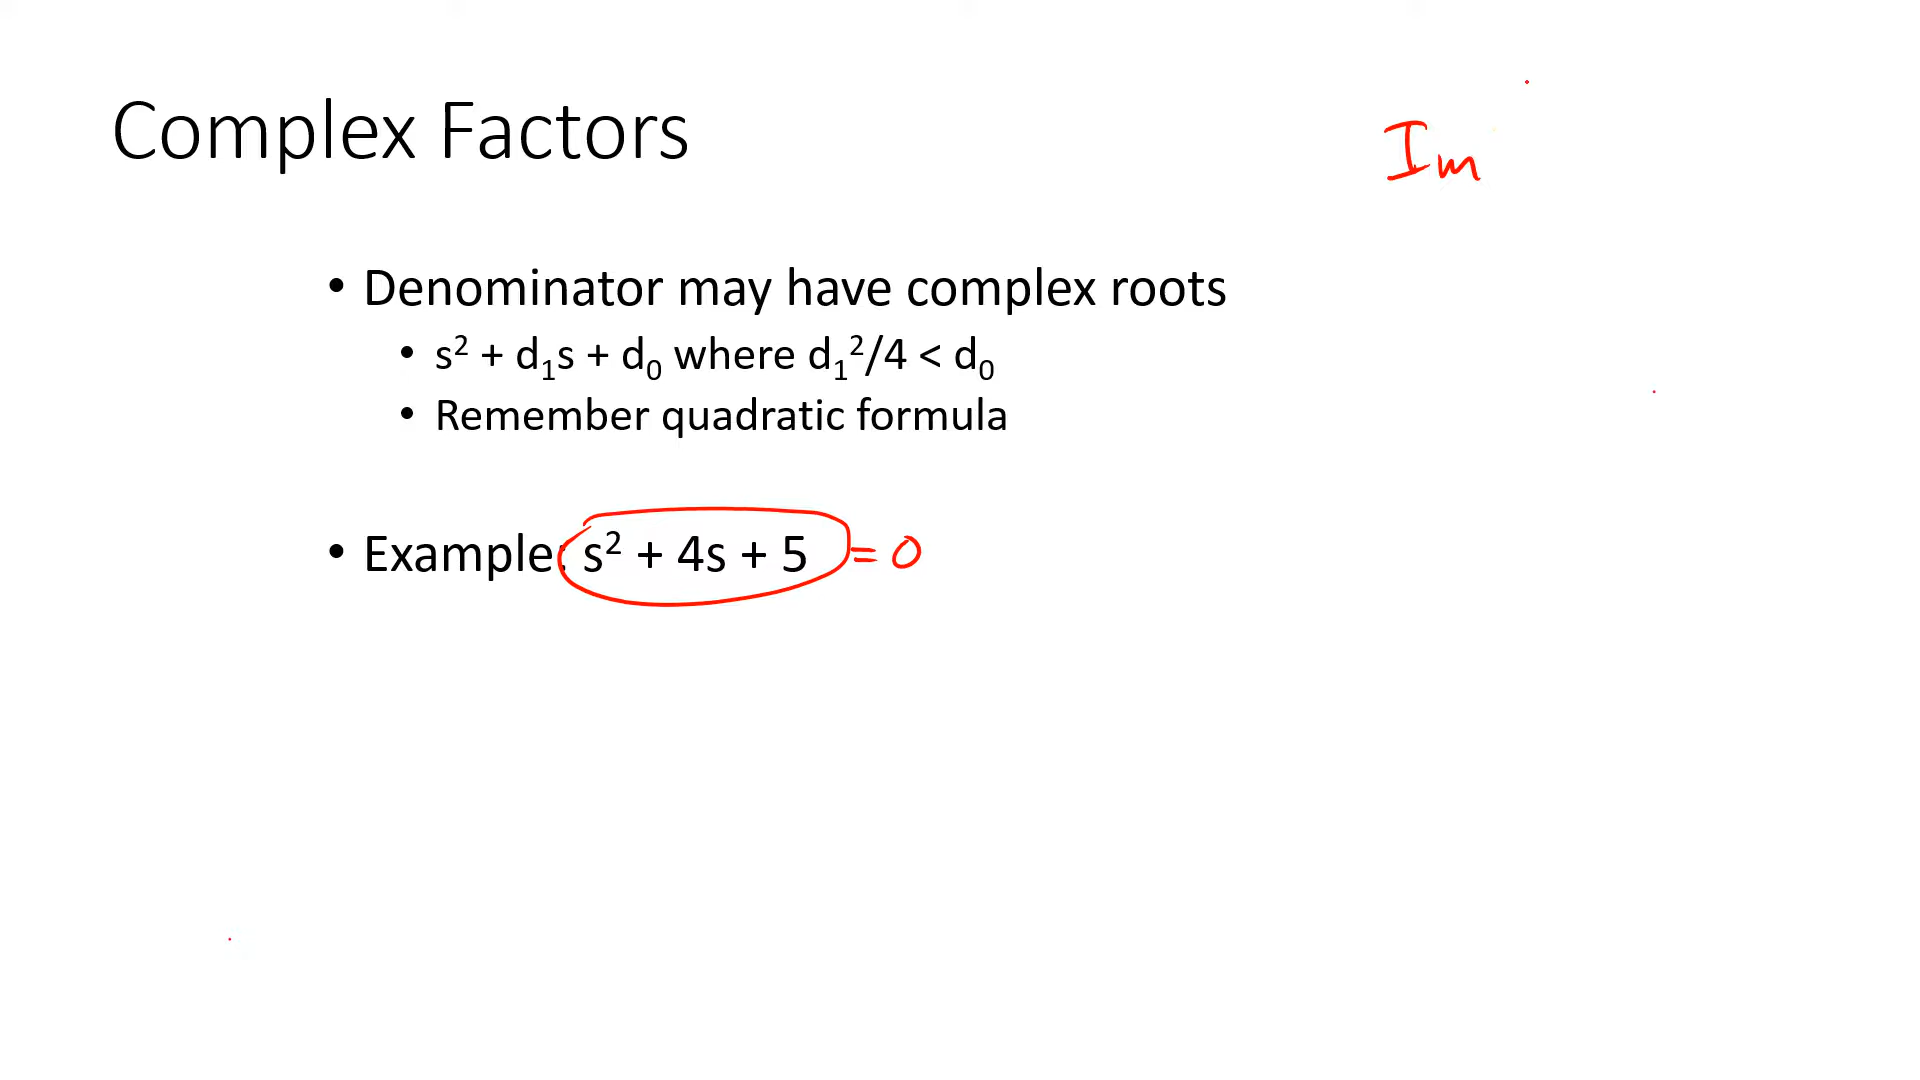 Complex Factors
Im
• Denominator may have complex roots
• s² + d₁s + d₀ where d₁²/4 < d₀
• Remember quadratic formula
• Example: s² + 4s + 5 = 0